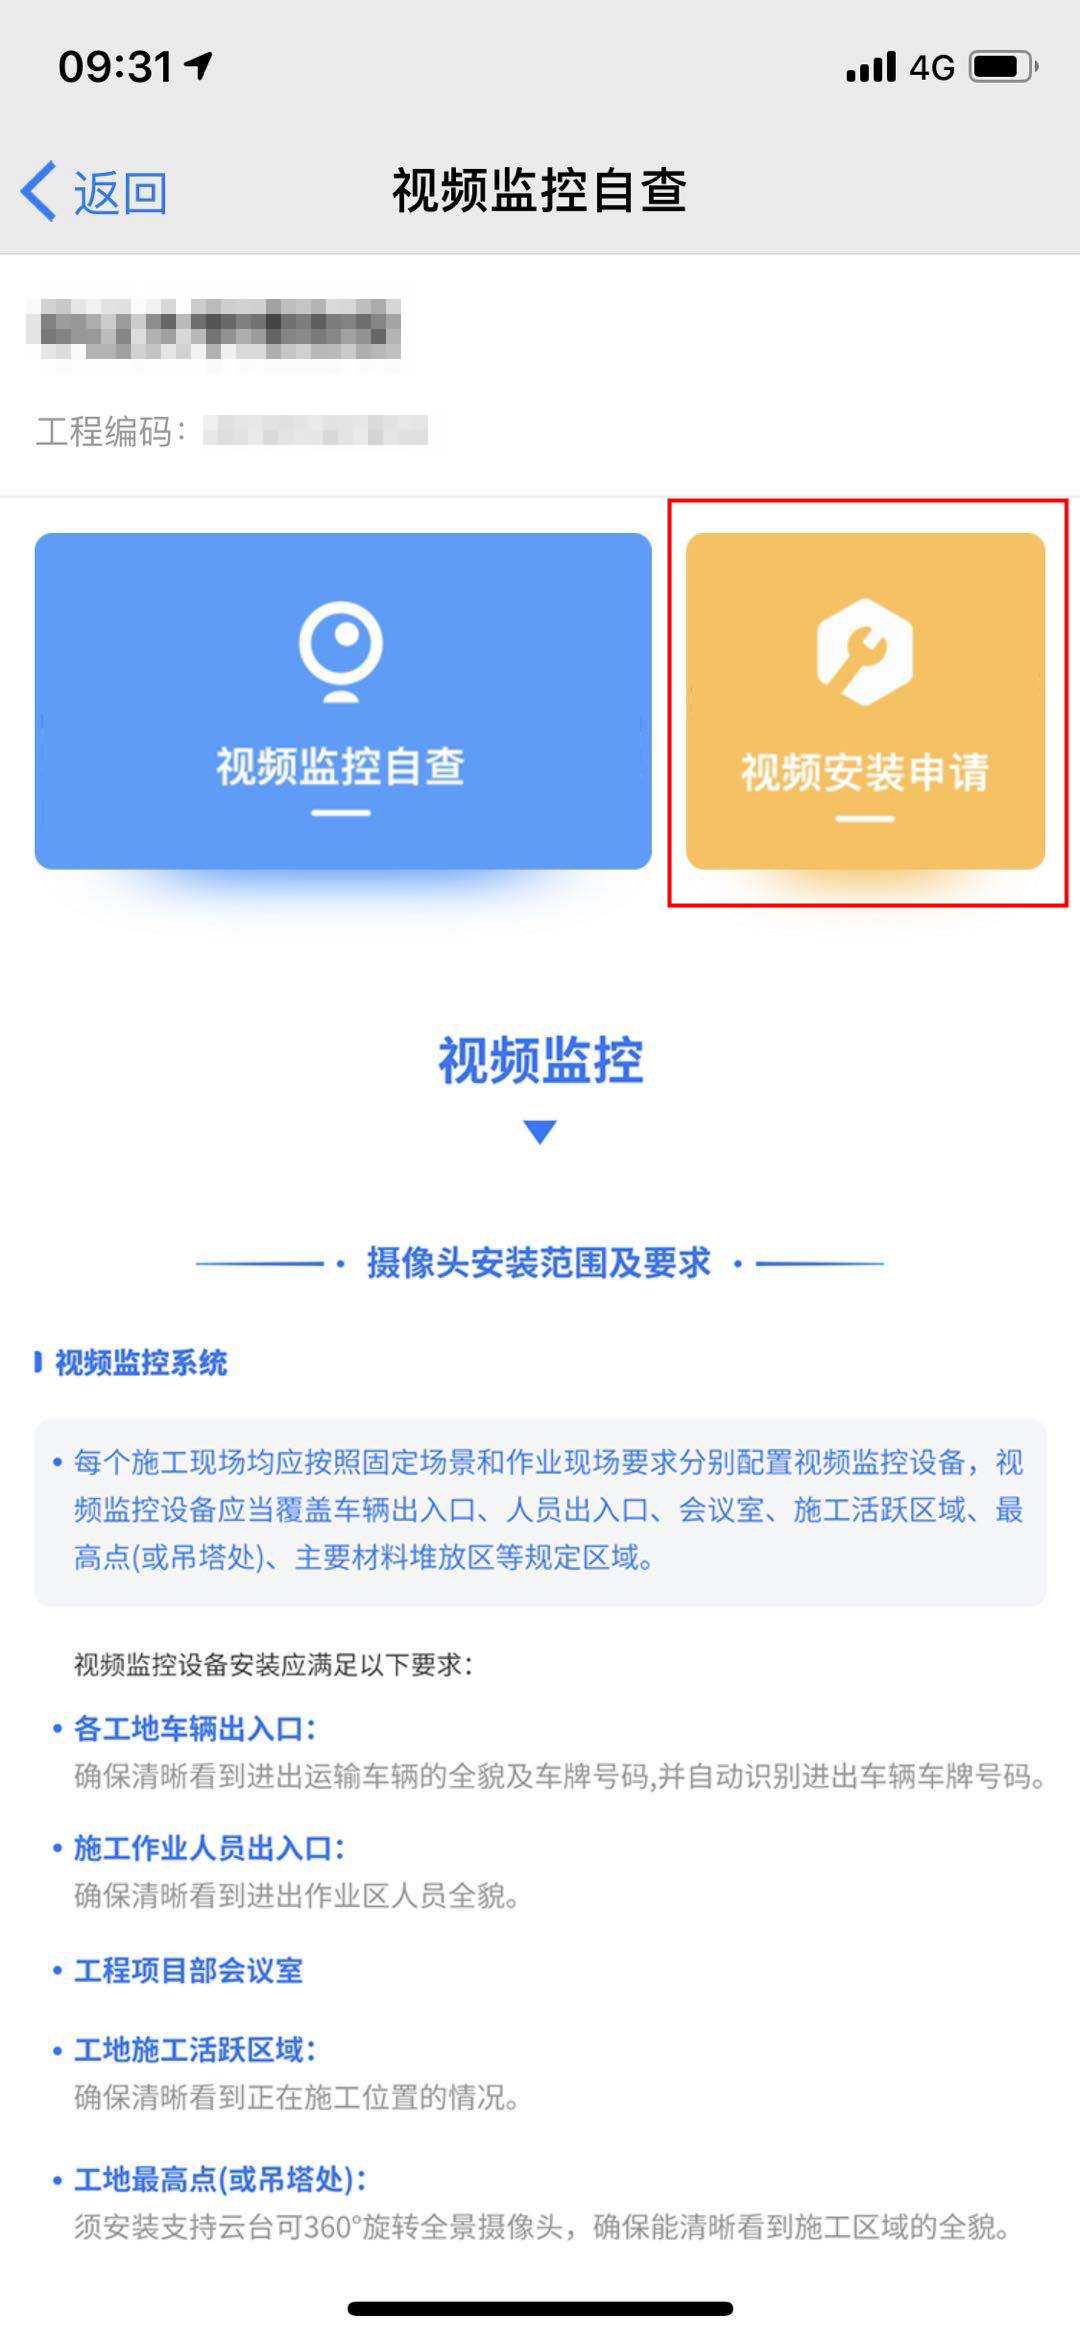 09:31
4G
返回
视频监控自查
工程编码：
视频监控自查
视频安装申请
视频监控
摄像头安装范围及要求
视频监控系统
• 每个施工现场均应按照固定场景和作业现场要求分别配置视频监控设备，视
频监控设备应当覆盖车辆出入口、人员出入口、会议室、施工活跃区域、最
高点(或吊塔处)、主要材料堆放区等规定区域。
视频监控设备安装应满足以下要求：
• 各工地车辆出入口：
确保清晰看到进出运输车辆的全貌及车牌号码,并自动识别进出车辆车牌号码。
• 施工作业人员出入口：
确保清晰看到进出作业区人员全貌。
• 工程项目部会议室
• 工地施工活跃区域：
确保清晰看到正在施工位置的情况。
• 工地最高点(或吊塔处)：
须安装支持云台可360°旋转全景摄像头，确保能清晰看到施工区域的全貌。